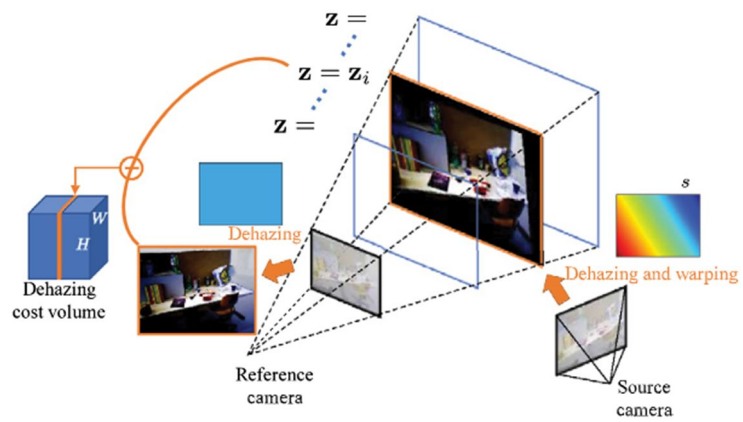 z =
z = z_i
z =
s
W
H
Dehazing
Dehazing and warping
Dehazing
cost volume
Reference
camera
Source
camera